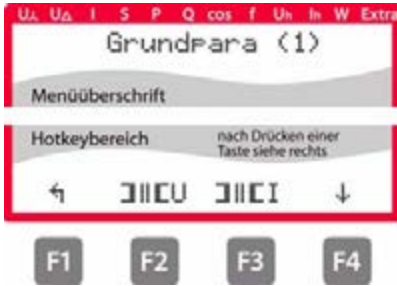 U⅄ U△ I S P Q cos f Uh Ih W Extra
Grundpara (1)
Menüüberschrift
Hotkeybereich
nach Drücken einer
Taste siehe rechts
↰ ⊐||⊏U ⊐||⊏I ↓
F1 F2 F3 F4